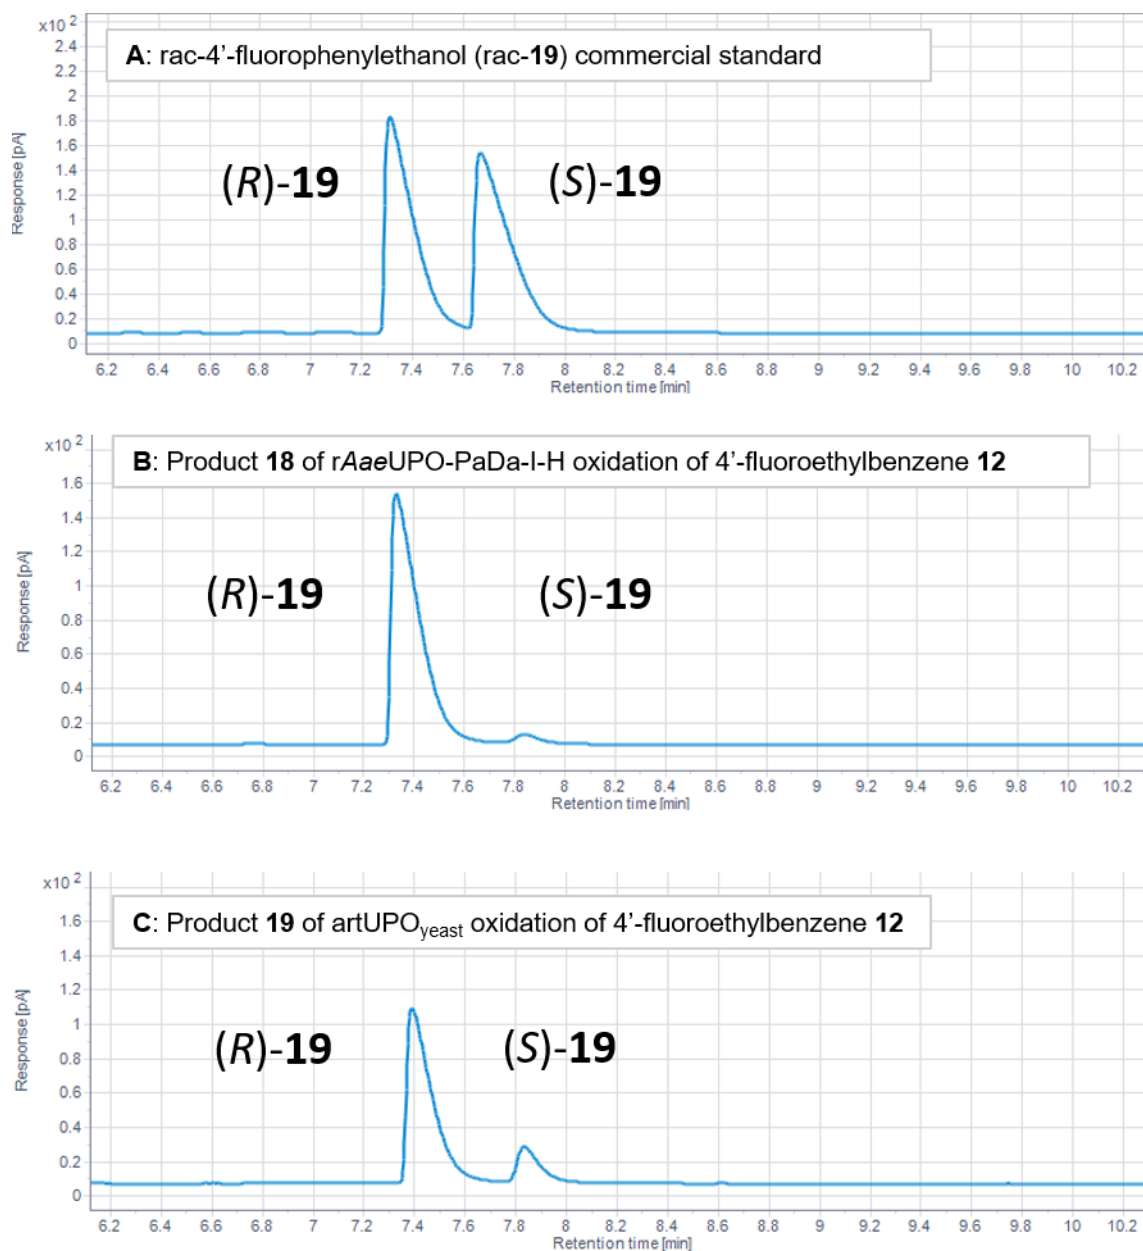 x10 2
A: rac-4’-fluorophenylethanol (rac-19) commercial standard
2.4
2.2
2
1.8
1.6
1.4
1.2
1
0.8
0.6
0.4
0.2
0
Response [pA]
(R)-19 (S)-19
6.2 6.4 6.6 6.8 7 7.2 7.4 7.6 7.8 8 8.2 8.4 8.6 8.8 9 9.2 9.4 9.6 9.8 10 10.2
Retention time [min]
x10 2
B: Product 18 of rAaeUPO-PaDa-I-H oxidation of 4’-fluoroethylbenzene 12
1.6
1.4
1.2
1
0.8
0.6
0.4
0.2
0
Response [pA]
(R)-19 (S)-19
6.2 6.4 6.6 6.8 7 7.2 7.4 7.6 7.8 8 8.2 8.4 8.6 8.8 9 9.2 9.4 9.6 9.8 10 10.2
Retention time [min]
x10 2
C: Product 19 of artUPOyeast oxidation of 4’-fluoroethylbenzene 12
1.6
1.4
1.2
1
0.8
0.6
0.4
0.2
0
Response [pA]
(R)-19 (S)-19
6.2 6.4 6.6 6.8 7 7.2 7.4 7.6 7.8 8 8.2 8.4 8.6 8.8 9 9.2 9.4 9.6 9.8 10 10.2
Retention time [min]